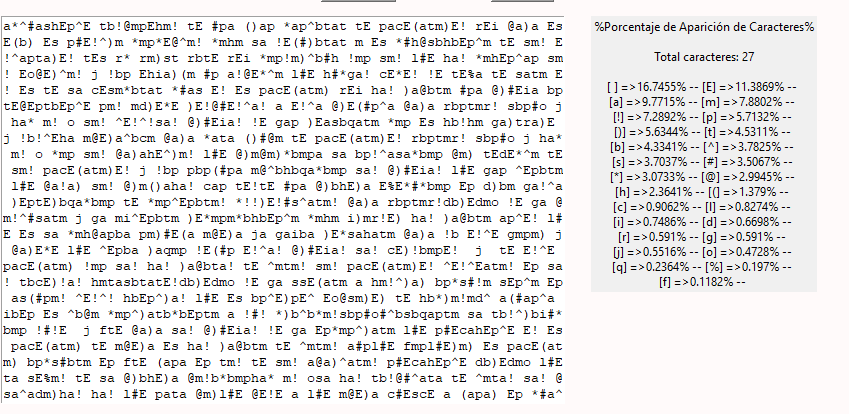 a*^#ashEp^E tb!@mpEhm! tE #pa ()ap *ap^btat tE pacE(atm)E! rEi @a)a Es
E(b) Es p#E!^)m *mp*E@^m! *mhm sa !E(#)btat m Es *#h@sbhbEp^m tE sm! E
!^apta)E! tEs r* rm)st rbtE rEi *mp!m)^b#h !mp sm! l#E ha! *mhEp^ap sm
! Eo@E)^m! j !bp Ehia)(m #p a!@E*^m l#E h#*ga! cE*E! !E tE%a tE satm E
! Es tE sa cEsm*btat *#as E! Es pacE(atm) rEi ha! )a@btm #pa @)#Eia bp
tE@EptbEp^E pm! md)E*E )E!@#E!^a! a E!^a @)E(#p^a @a)a rbptmr! sbp#o j
ha* m! o sm! ^E!^!sa! @)#Eia! !E gap )Easbqatm *mp Es hb!hm ga)tra)E
j !b!^Eha m@E)a^bcm @a)a *ata ()#@m tE pacE(atm)E! rbptmr! sbp#o j ha*
m! o *mp sm! @a)ahE^)m! l#E @)m@m)*bmpa sa bp!^asa*bmp @m) tEdE*^m tE
sm! pacE(atm)E! j !bp pbp(#pa m@^bhbqa*bmp sa! @)#Eia! l#E gap ^Epbtm
l#E @a!a) sm! @)m()aha! cap tE!tE #pa @)bhE)a E%E*#*bmp Ep d)bm ga!^a
)EptE)bqa*bmp tE *mp^Epbtm! *!!)E!#s^atm! @a)a rbptmr!db)Edmo !E ga @
m!^#satm j ga mi^Epbtm )E*mpm*bhbEp^m *mhm i)mr!E) ha! )a@btm ap^E! l#
E Es sa *mh@apba pm)#E(a m@E)a ja gaiba )E*sahatm @a)a !b E!^E gmpm) j
@a)E*E l#E ^Epba )aqmp !E(#p E!^a! @)#Eia! sa! cE)!bmpE! j tE E!^E
pacE(atm) !mp sa! ha! )a@bta! tE ^mtm! sm! pacE(atm)E! ^E!^Eatm! Ep sa
! tbcE)!a! hmtasbtatE!db)Edmo !E ga ssE(atm a hm!^)a) bp*s#!m sEp^m Ep
as(#pm! ^E!^! hbEp^)a! l#E Es bp^E)pE^ Eo@sm)E) tE hb*)m!md^ a(#ap^a
ibEp Es ^b@m *mp^)atb*bEptm a !#! *)b^b*m!sbp#o#^bsbqaptm sa tb!^)bi#*
bmp !#!E j ftE @a)a sa! @)#Eia! !E ga Ep*mp^)atm l#E p#EcahEp^E E! Es
pacE(atm) tE m@E)a Es ha! )a@btm tE ^mtm! a#pl#E fmpl#E)m) Es pacE(at
m) bp*s#btm Ep ftE (apa Ep tm! tE sm! a@a)^atm! p#EcahEp^E db)Edmo l#E
ta sE%m! tE sa @)bhE)a @m!b*bmpha* m! osa ha! tb!@#^ata tE ^mta! sa! @
sa^adm)ha! ha! l#E pata @m)l#E @E!E a l#E m@E)a c#EscE a (apa) Ep *#a^
%Porcentaje de Aparición de Caracteres%
Total caracteres: 27
[ ] =>16.7455% -- [E] =>11.3869% --
[a] =>9.7715% -- [m] =>7.8802% --
[!] =>7.2892% -- [p] =>5.7132% --
[)] =>5.6344% -- [t] =>4.5311% --
[b] =>4.3341% -- [^] =>3.7825% --
[s] =>3.7037% -- [#] =>3.5067% --
[*] =>3.0733% -- [@] =>2.9945% --
[h] =>2.3641% -- [(] =>1.379% --
[c] =>0.9062% -- [l] =>0.8274% --
[i] =>0.7486% -- [d] =>0.6698% --
[r] =>0.591% -- [g] =>0.591% --
[j] =>0.5516% -- [o] =>0.4728% --
[q] =>0.2364% -- [%] =>0.197% --
[f] =>0.1182% --